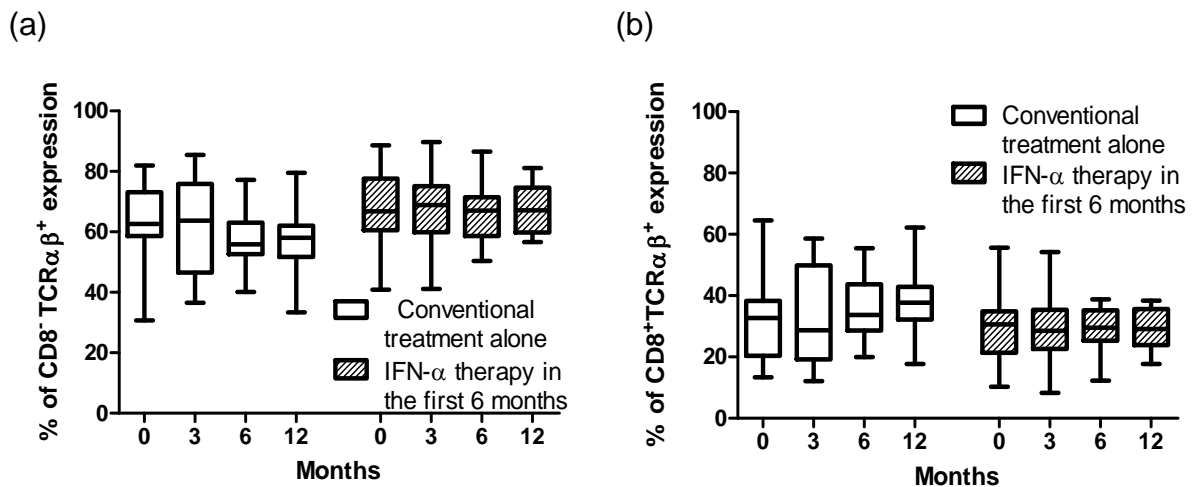 (a)
% of CD8⁻TCRαβ⁺ expression
100
80
60
40
20
0
Conventional
treatment alone
IFN-α therapy in
the first 6 months
0 3 6 12 0 3 6 12
Months
(b)
% of CD8⁺TCRαβ⁺ expression
100
80
60
40
20
0
Conventional
treatment alone
IFN-α therapy in
the first 6 months
0 3 6 12 0 3 6 12
Months